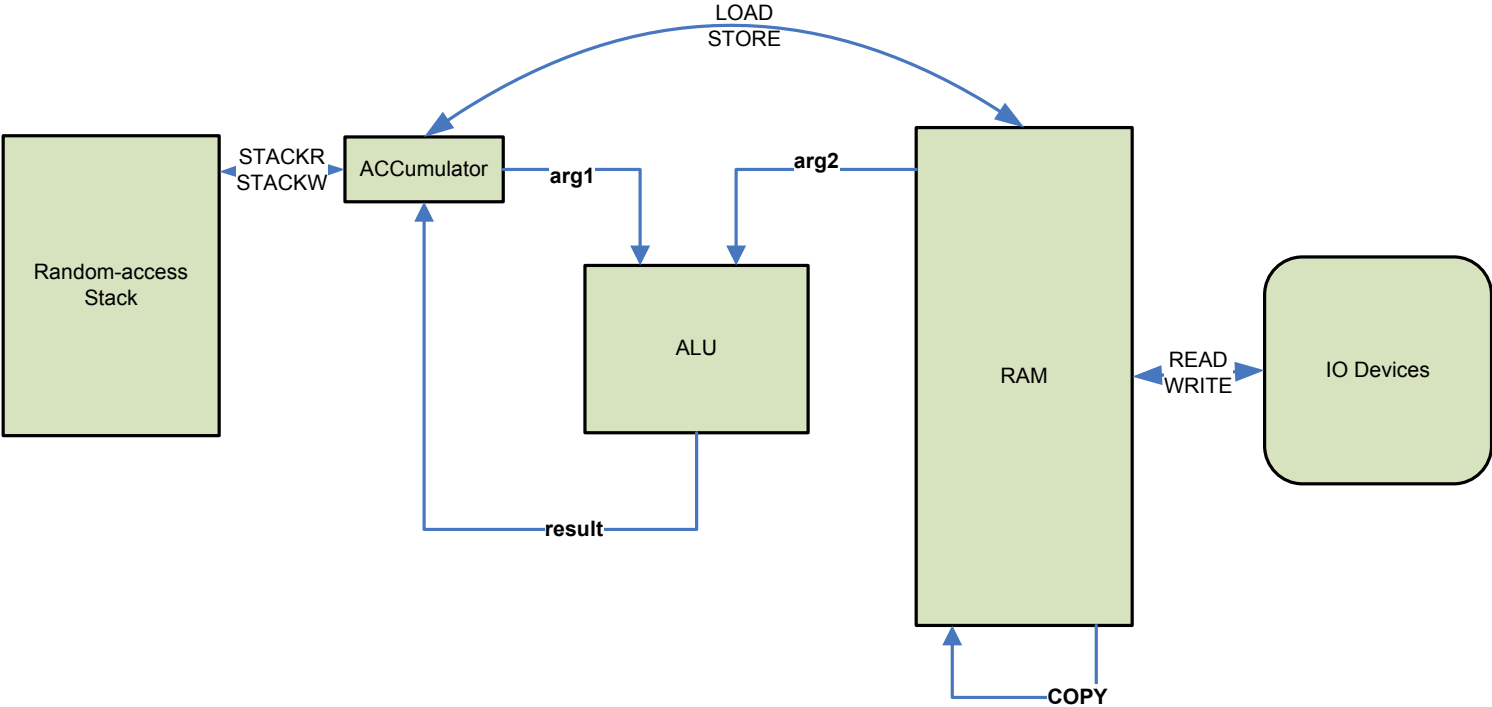 LOAD
STORE
STACKR
STACKW
ACCumulator
arg1
arg2
Random-access
Stack
ALU
RAM
READ
WRITE
IO Devices
result
COPY